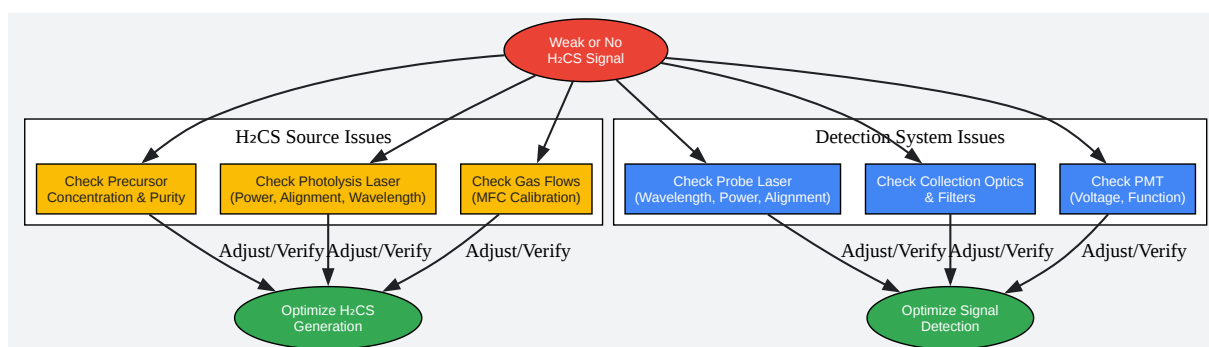 Weak or No
H₂CS Signal
H₂CS Source Issues
Detection System Issues
Check Precursor
Concentration & Purity
Check Photolysis Laser
(Power, Alignment, Wavelength)
Check Gas Flows
(MFC Calibration)
Check Probe Laser
(Wavelength, Power, Alignment)
Check Collection Optics
& Filters
Check PMT
(Voltage, Function)
Adjust/Verify
Adjust/Verify
Adjust/Verify
Adjust/Verify
Adjust/Verify
Adjust/Verify
Optimize H₂CS
Generation
Optimize Signal
Detection